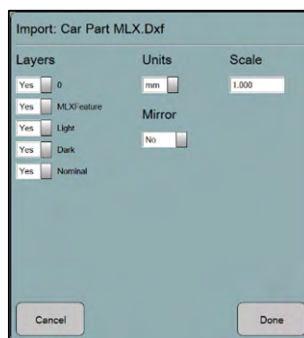 Import: Car Part MLX.Dxf
Layers Units Scale
Yes 0 mm 1.000
Yes MLXFeature
Mirror
Yes Light
No
Yes Dark
Yes Nominal
Cancel Done